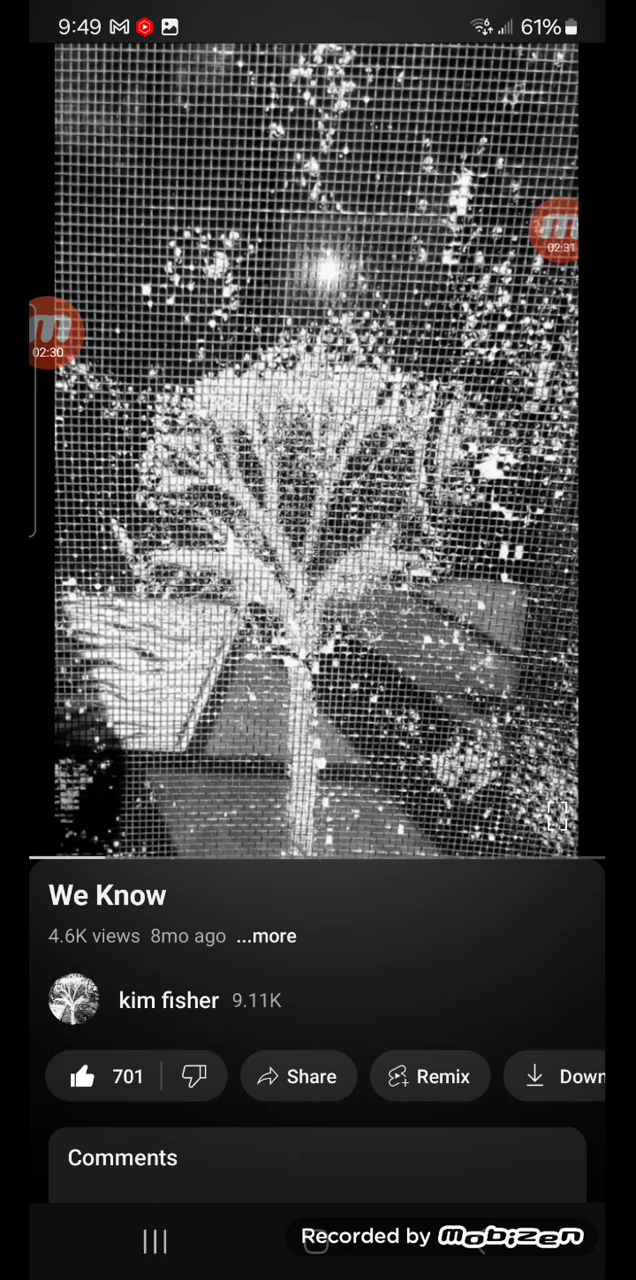 9:49 61%
02:31
02:30
We Know
4.6K views 8mo ago ...more
kim fisher 9.11K
701 Share Remix Down
Comments
Recorded by mobizen